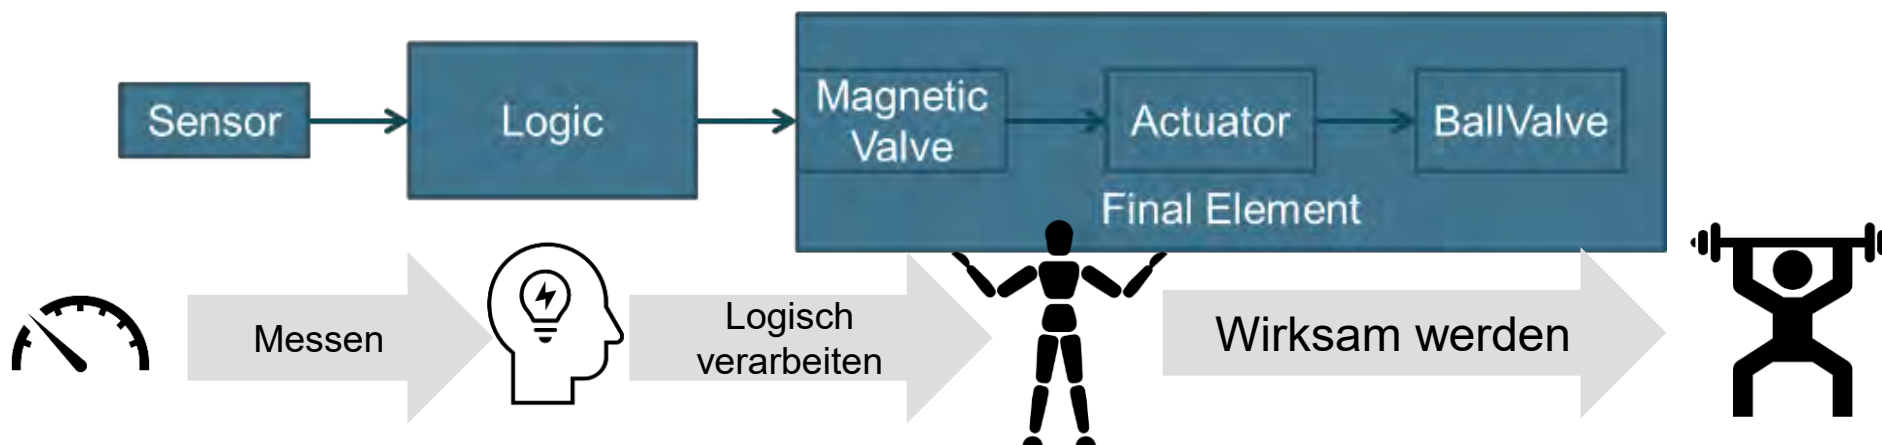 Sensor
Logic
Magnetic
Valve
Actuator
BallValve
Final Element
Messen
Logisch
verarbeiten
Wirksam werden